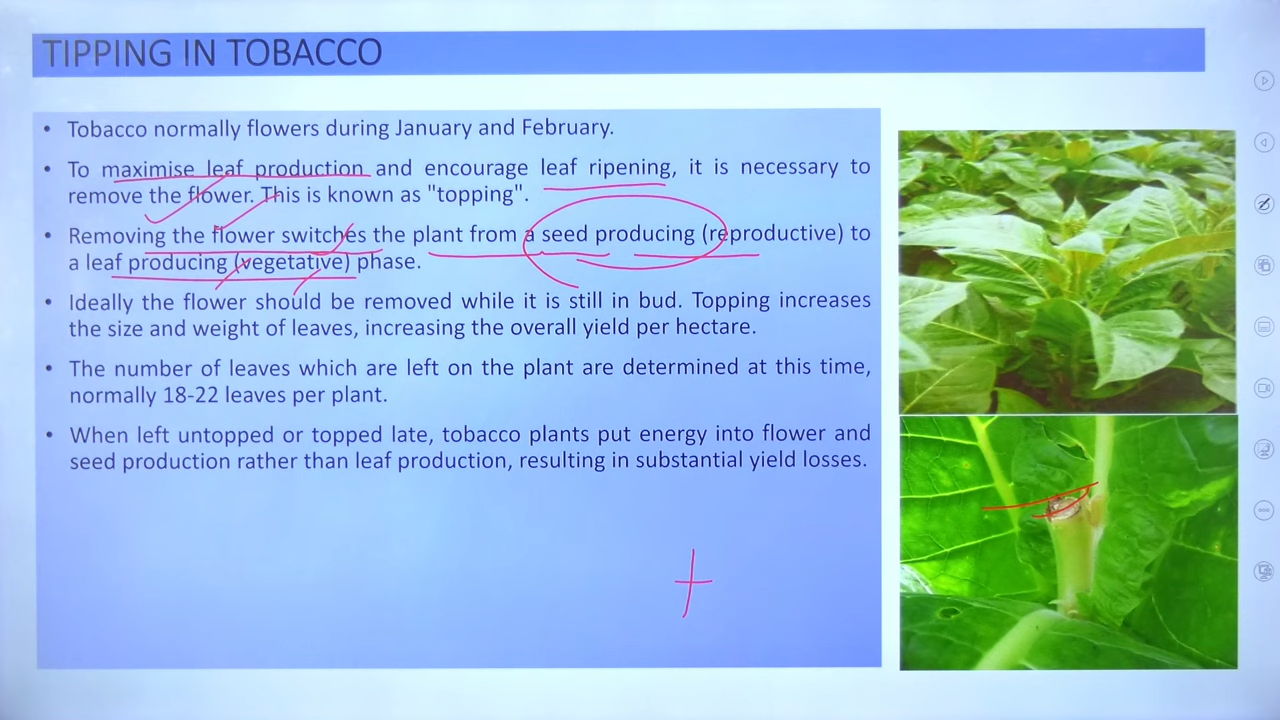 TIPPING IN TOBACCO
• Tobacco normally flowers during January and February.
• To maximise leaf production and encourage leaf ripening, it is necessary to
remove the flower. This is known as "topping".
• Removing the flower switches the plant from a seed producing (reproductive) to
a leaf producing (vegetative) phase.
• Ideally the flower should be removed while it is still in bud. Topping increases
the size and weight of leaves, increasing the overall yield per hectare.
• The number of leaves which are left on the plant are determined at this time,
normally 18-22 leaves per plant.
• When left untopped or topped late, tobacco plants put energy into flower and
seed production rather than leaf production, resulting in substantial yield losses.